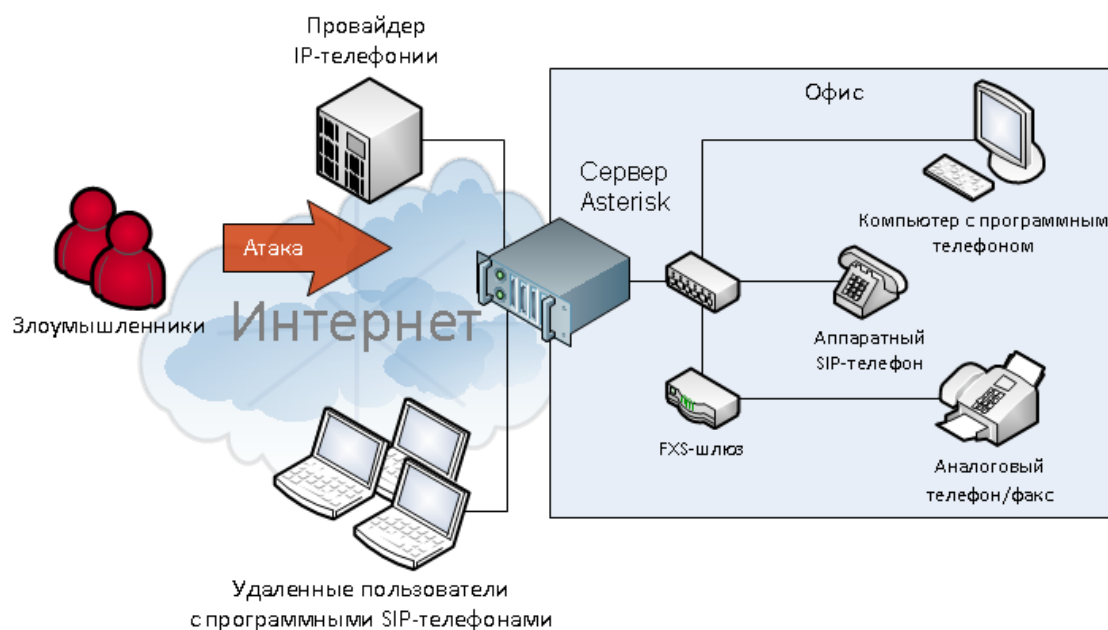 Провайдер
IP-телефонии
Офис
Сервер
Asterisk
Компьютер с программным
телефоном
Атака
Злоумышленники
Интернет
Аппаратный
SIP-телефон
FXS-шлюз
Аналоговый
телефон/факс
Удаленные пользователи
с программными SIP-телефонами